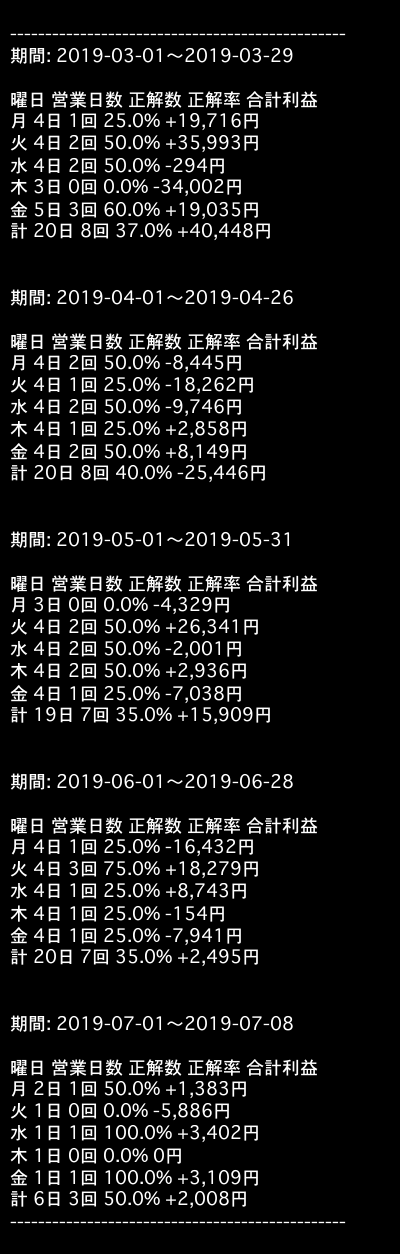 ------------------------------------------------
期間: 2019-03-01～2019-03-29
曜日 営業日数 正解数 正解率 合計利益
月 4日 1回 25.0% +19,716円
火 4日 2回 50.0% +35,993円
水 4日 2回 50.0% -294円
木 3日 0回 0.0% -34,002円
金 5日 3回 60.0% +19,035円
計 20日 8回 37.0% +40,448円
期間: 2019-04-01～2019-04-26
曜日 営業日数 正解数 正解率 合計利益
月 4日 2回 50.0% -8,445円
火 4日 1回 25.0% -18,262円
水 4日 2回 50.0% -9,746円
木 4日 1回 25.0% +2,858円
金 4日 2回 50.0% +8,149円
計 20日 8回 40.0% -25,446円
期間: 2019-05-01～2019-05-31
曜日 営業日数 正解数 正解率 合計利益
月 3日 0回 0.0% -4,329円
火 4日 2回 50.0% +26,341円
水 4日 2回 50.0% -2,001円
木 4日 2回 50.0% +2,936円
金 4日 1回 25.0% -7,038円
計 19日 7回 35.0% +15,909円
期間: 2019-06-01～2019-06-28
曜日 営業日数 正解数 正解率 合計利益
月 4日 1回 25.0% -16,432円
火 4日 3回 75.0% +18,279円
水 4日 1回 25.0% +8,743円
木 4日 1回 25.0% -154円
金 4日 1回 25.0% -7,941円
計 20日 7回 35.0% +2,495円
期間: 2019-07-01～2019-07-08
曜日 営業日数 正解数 正解率 合計利益
月 2日 1回 50.0% +1,383円
火 1日 0回 0.0% -5,886円
水 1日 1回 100.0% +3,402円
木 1日 0回 0.0% 0円
金 1日 1回 100.0% +3,109円
計 6日 3回 50.0% +2,008円
------------------------------------------------